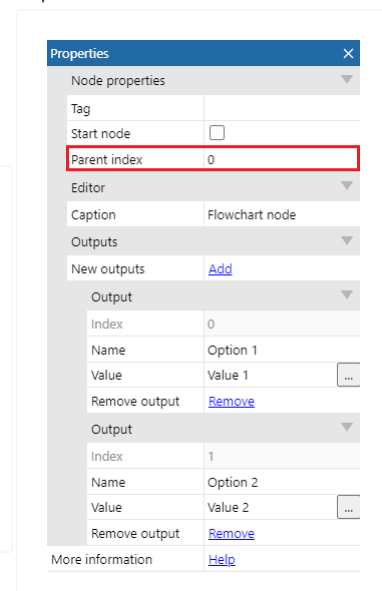 Properties
Node properties
Tag
Start node
Parent index 0
Editor
Caption Flowchart node
Outputs
New outputs Add
Output
Index 0
Name Option 1
Value Value 1 ...
Remove output Remove
Output
Index 1
Name Option 2
Value Value 2 ...
Remove output Remove
More information Help